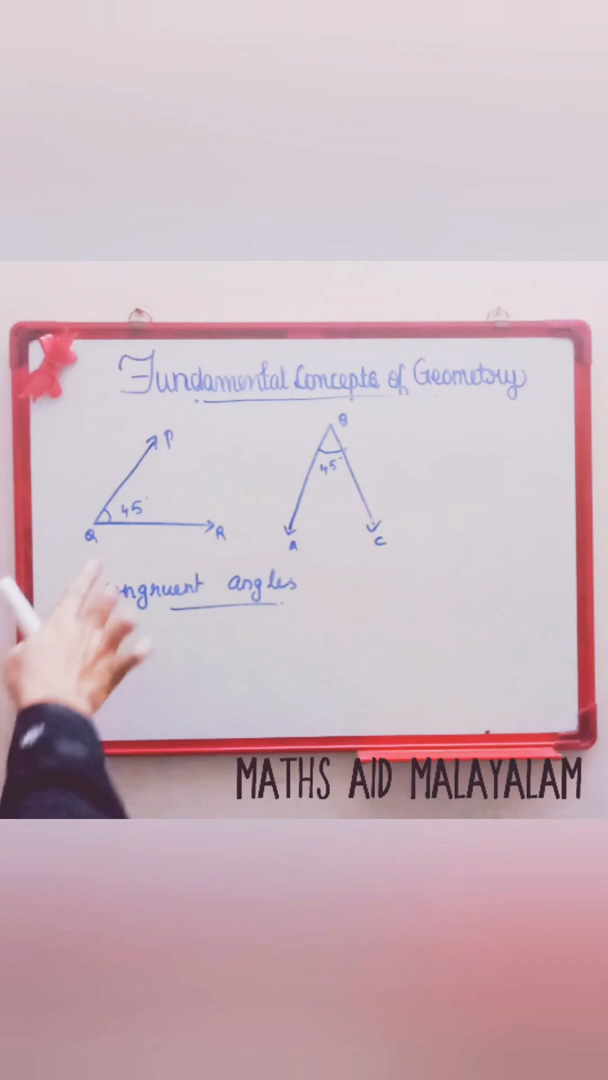 Fundamental Concepts of Geometry
P
45°
Q
R
B
45°
A
C
ngruent angles
MATHS AID MALAYALAM